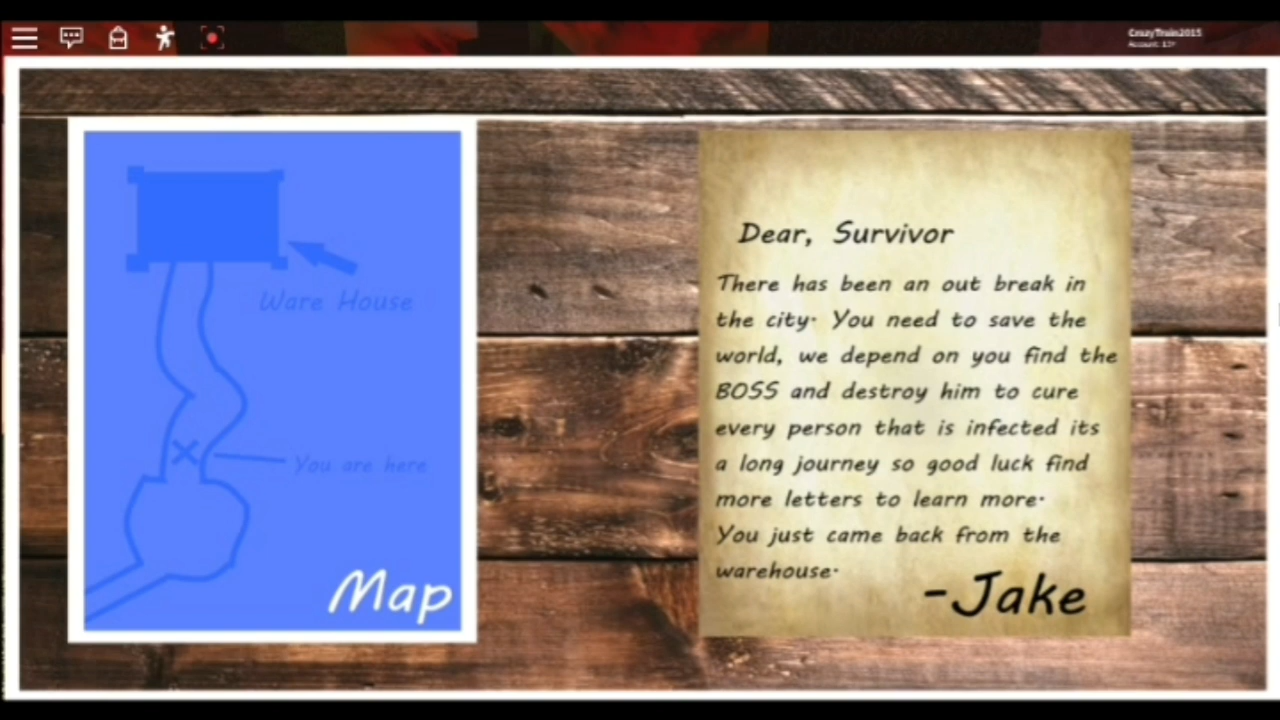 CrazyTrain2015
Account: 13+
Ware House
You are here
Map
Dear, Survivor
There has been an out break in
the city. You need to save the
world, we depend on you find the
BOSS and destroy him to cure
every person that is infected its
a long journey so good luck find
more letters to learn more.
You just came back from the
warehouse.
-Jake